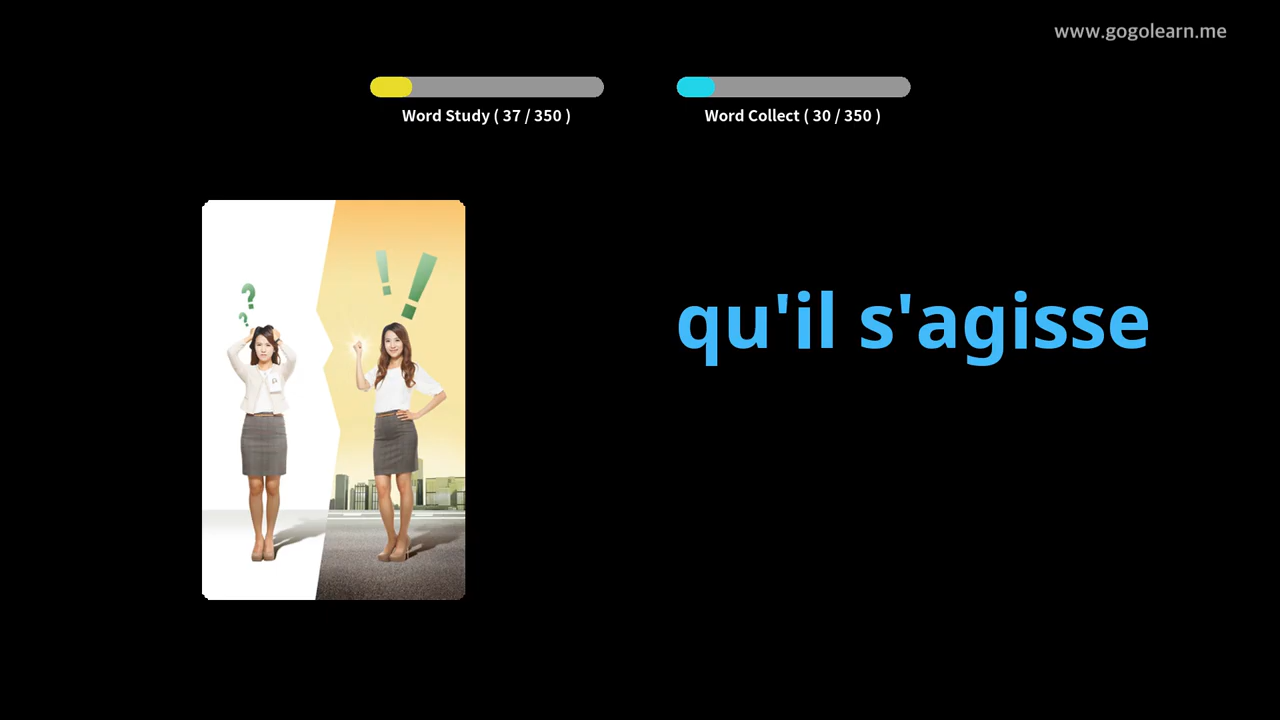 www.gogolearn.me
Word Study ( 37 / 350 )
Word Collect ( 30 / 350 )
? ?
! !
qu'il s'agisse